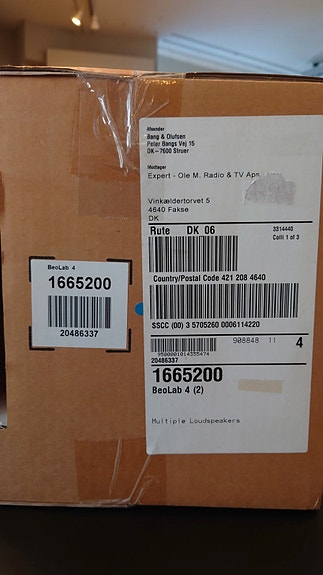 BeoLab 4
1665200
20486337
Afsender
Bang & Olufsen
Peter Bangs Vej 15
DK-7600 Struer
Modtager
Expert - Ole M. Radio & TV Aps
Vinkældertorvet 5
4640 Fakse
DK
Rute DK 06
3314440
Colli 1 of 3
Country/Postal Code 421 208 4640
SSCC (00) 3 5705260 0006114220
908848 11 4
9500001014355474
20486337
1665200
BeoLab 4 (2)
Multiple Loudspeakers